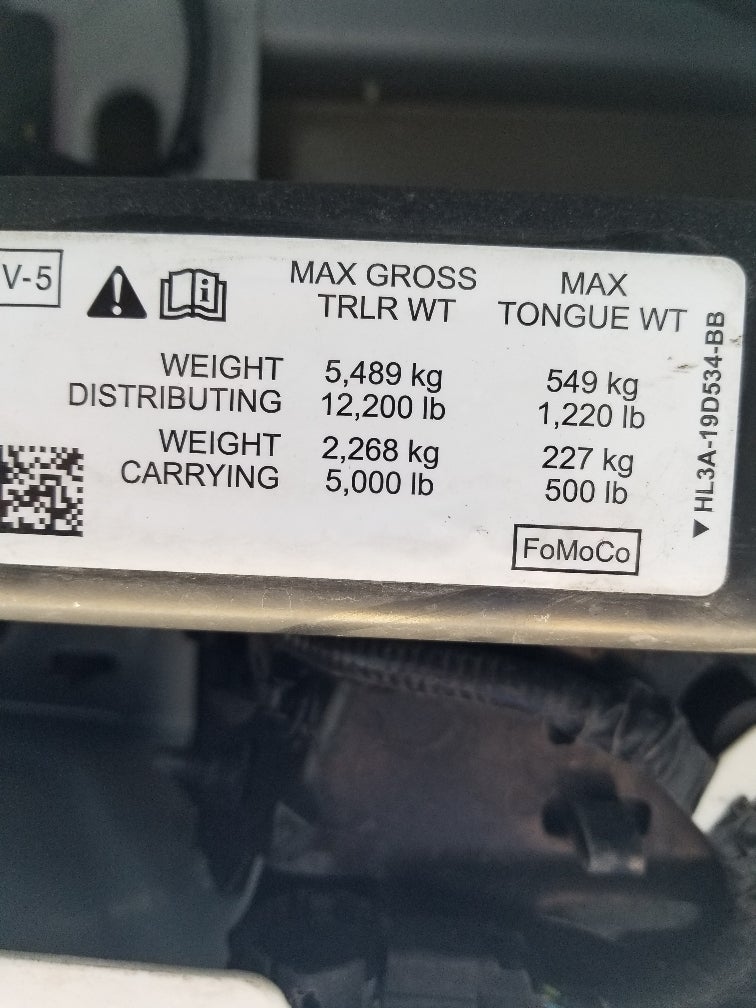 V-5
MAX GROSS
TRLR WT
MAX
TONGUE WT
WEIGHT
DISTRIBUTING
5,489 kg
12,200 lb
549 kg
1,220 lb
WEIGHT
CARRYING
2,268 kg
5,000 lb
227 kg
500 lb
FoMoCo
HL3A-19D534-BB